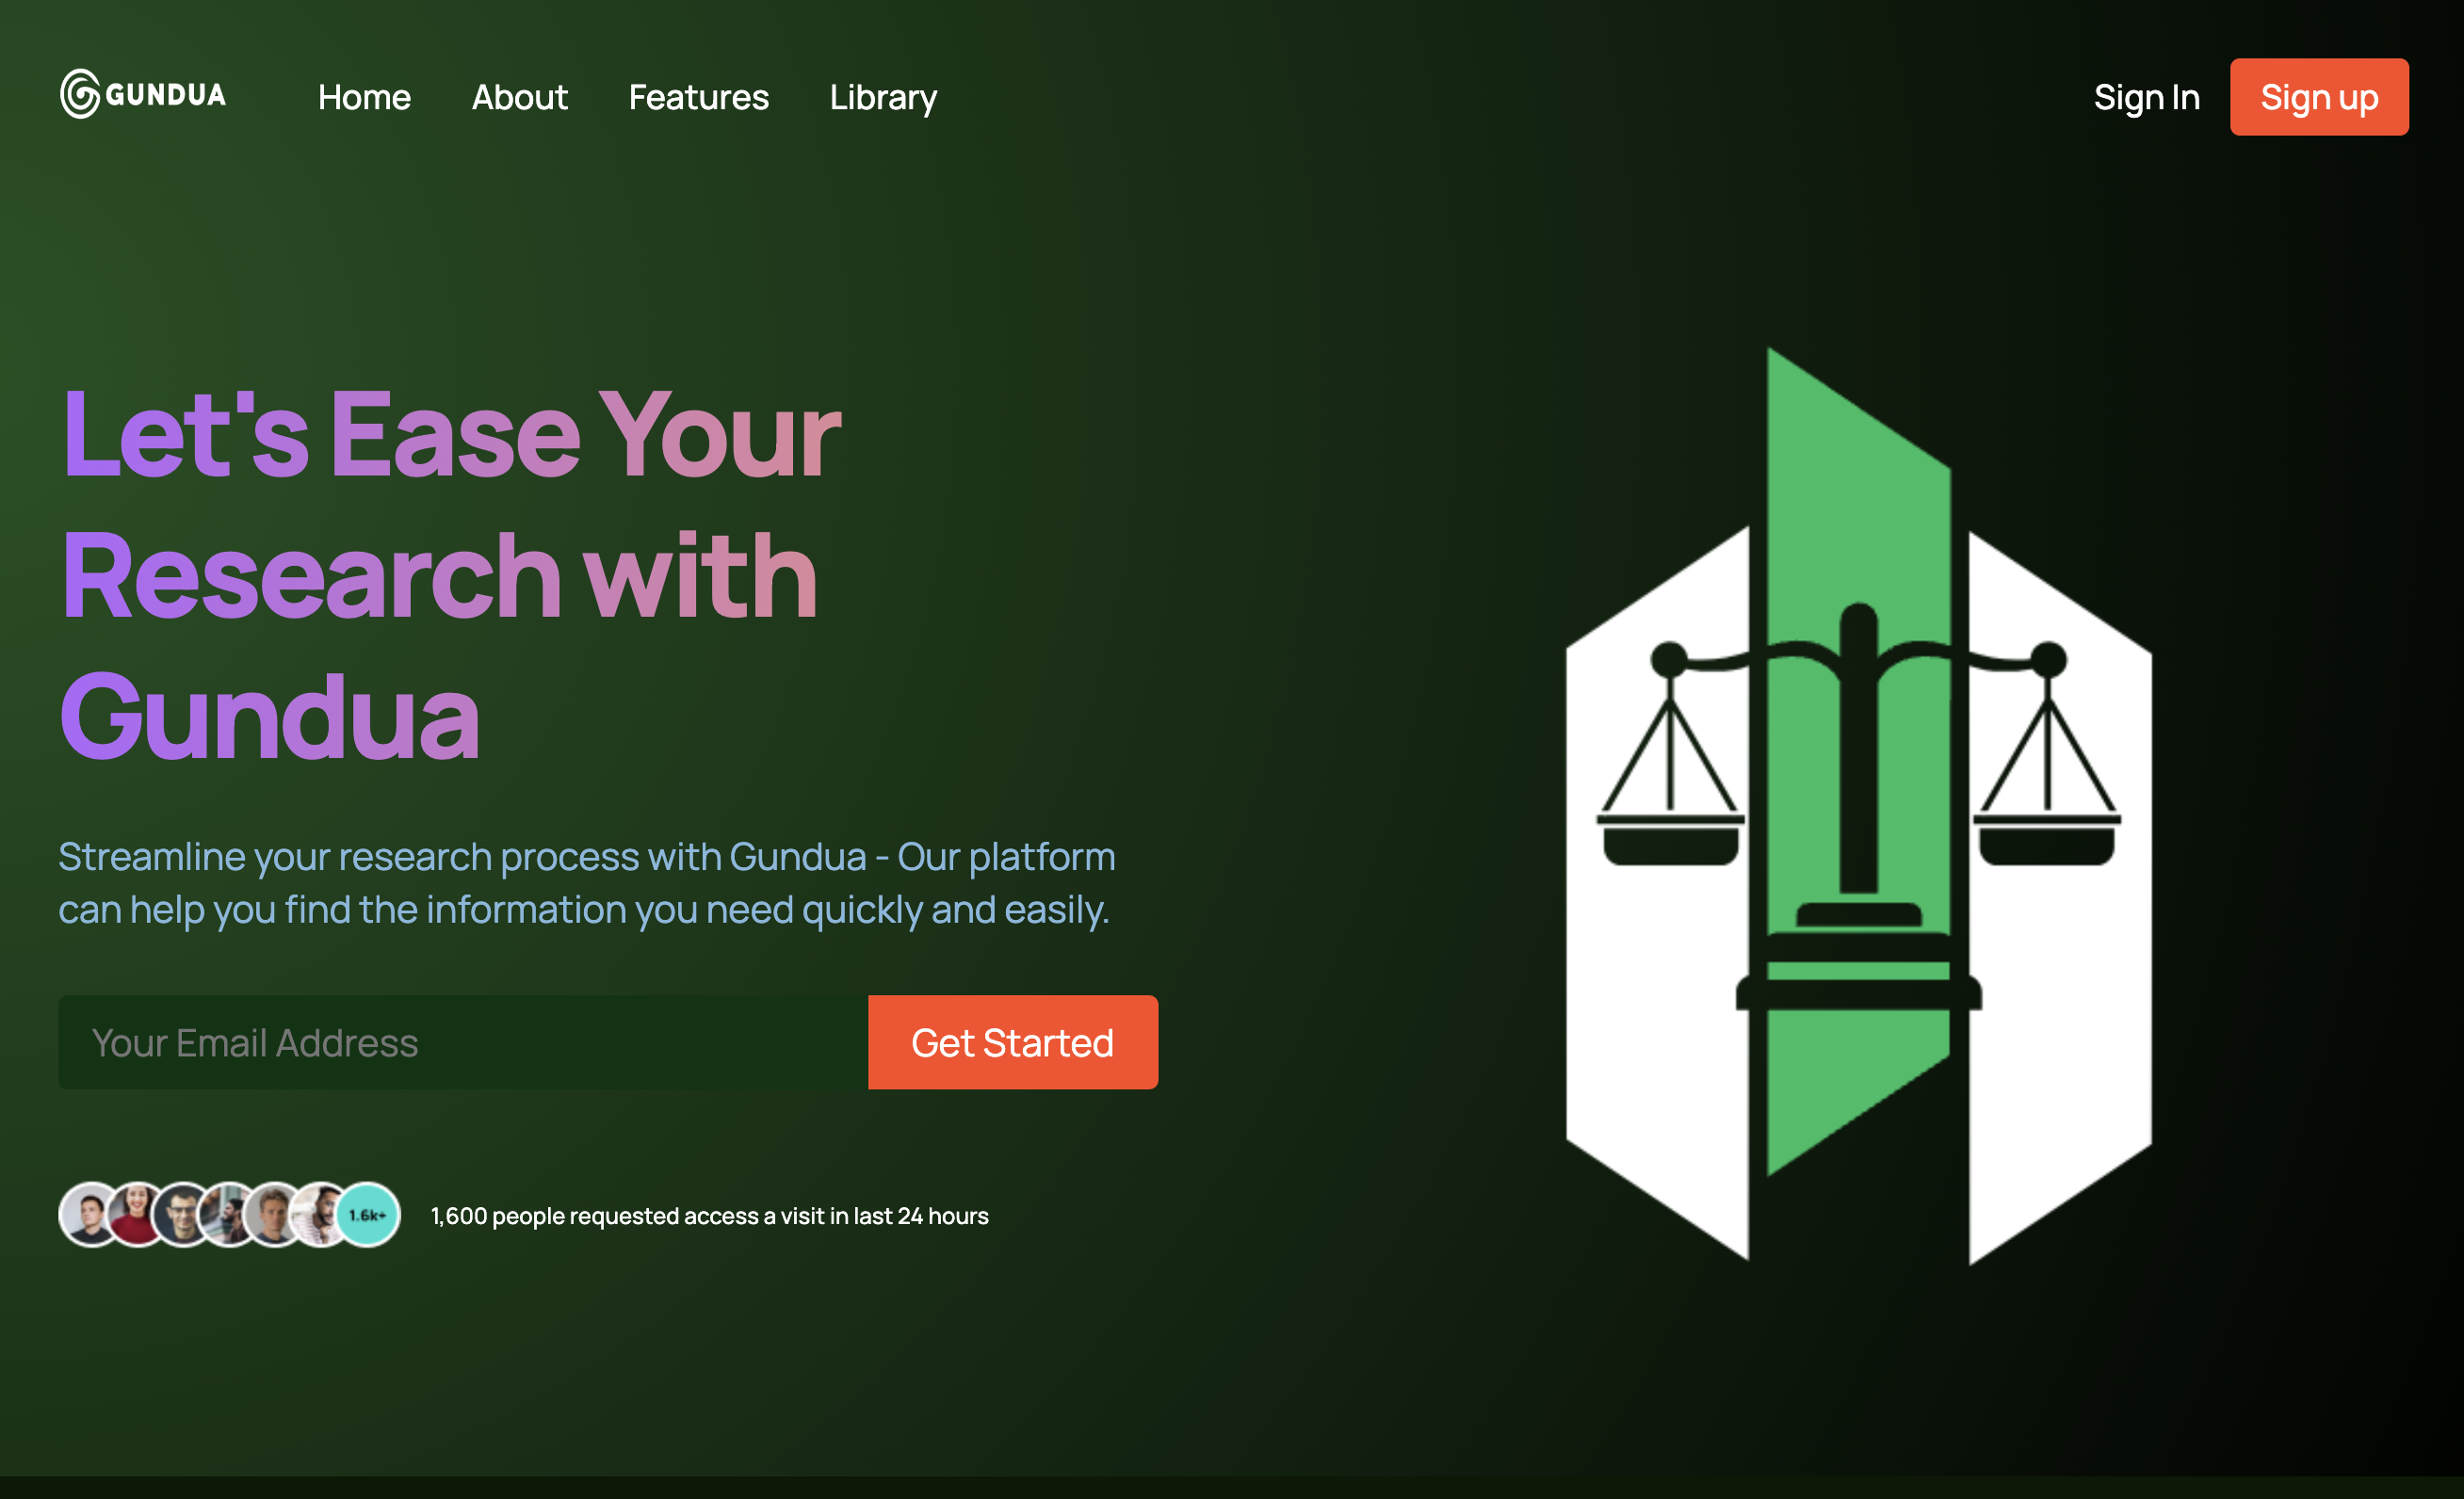 GUNDUA
Home
About
Features
Library
Sign In
Sign up
Let's Ease Your
Research with
Gundua
Streamline your research process with Gundua - Our platform
can help you find the information you need quickly and easily.
Your Email Address
Get Started
1.6k+
1,600 people requested access a visit in last 24 hours